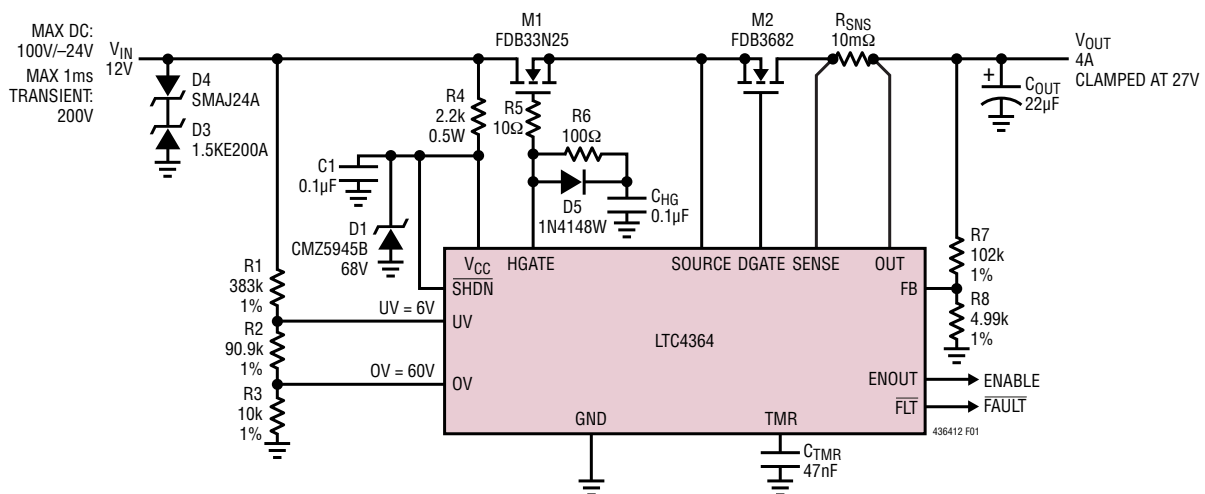 MAX DC:
100V/–24V
MAX 1ms
TRANSIENT:
200V
VIN
12V
D4
SMAJ24A
D3
1.5KE200A
R4
2.2k
0.5W
M1
FDB33N25
R5
10Ω
R6
100Ω
D5
1N4148W
CHG
0.1µF
M2
FDB3682
RSNS
10mΩ
VOUT
4A
CLAMPED AT 27V
+
COUT
22µF
C1
0.1µF
D1
CMZ5945B
68V
R1
383k
1%
R2
90.9k
1%
R3
10k
1%
UV = 6V
OV = 60V
VCC
HGATE
SOURCE
DGATE
SENSE
OUT
SHDN
UV
OV
LTC4364
FB
ENOUT
FLT
GND
TMR
R7
102k
1%
R8
4.99k
1%
ENABLE
FAULT
436412 F01
CTMR
47nF